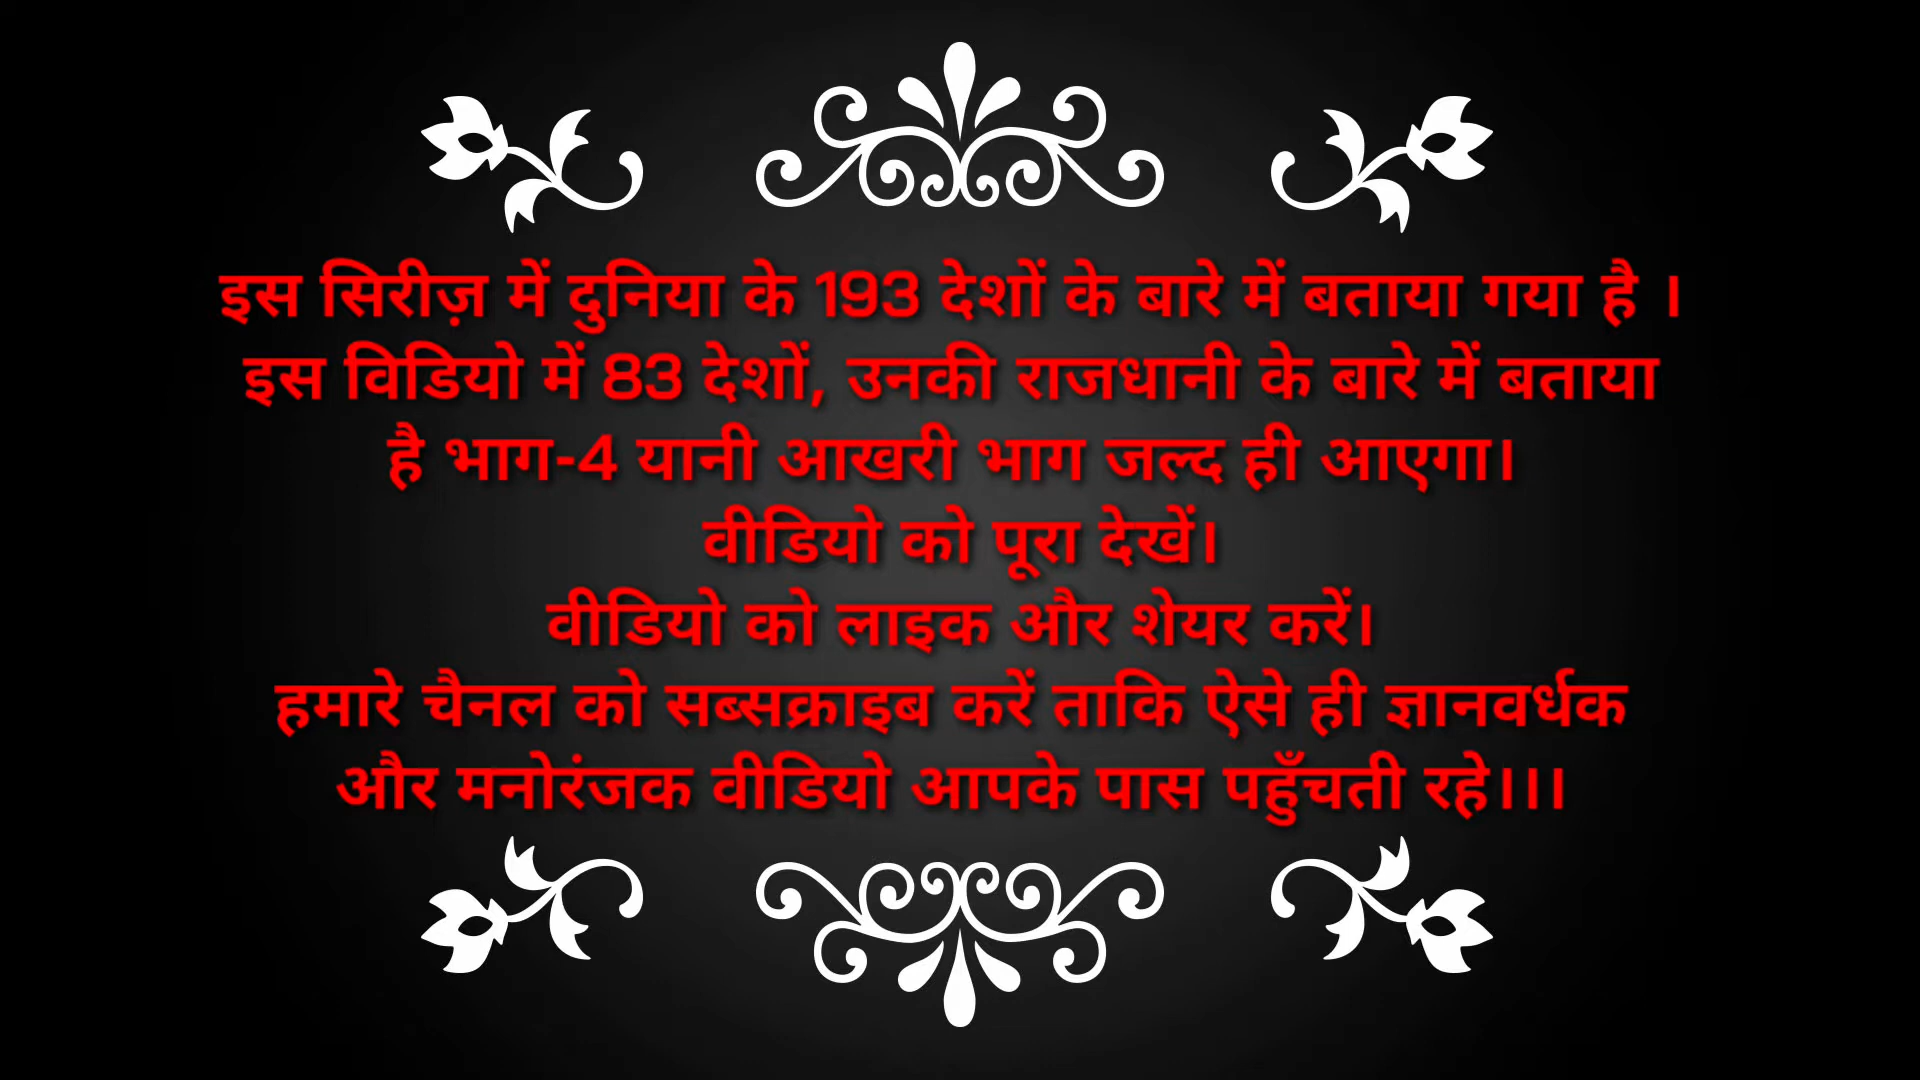 इस सिरीज़ में दुनिया के 193 देशों के बारे में बताया गया है ।
इस विडियो में 83 देशों, उनकी राजधानी के बारे में बताया
है भाग-4 यानी आखरी भाग जल्द ही आएगा।
वीडियो को पूरा देखें।
वीडियो को लाइक और शेयर करें।
हमारे चैनल को सब्सक्राइब करें ताकि ऐसे ही ज्ञानवर्धक
और मनोरंजक वीडियो आपके पास पहुँचती रहे।।।